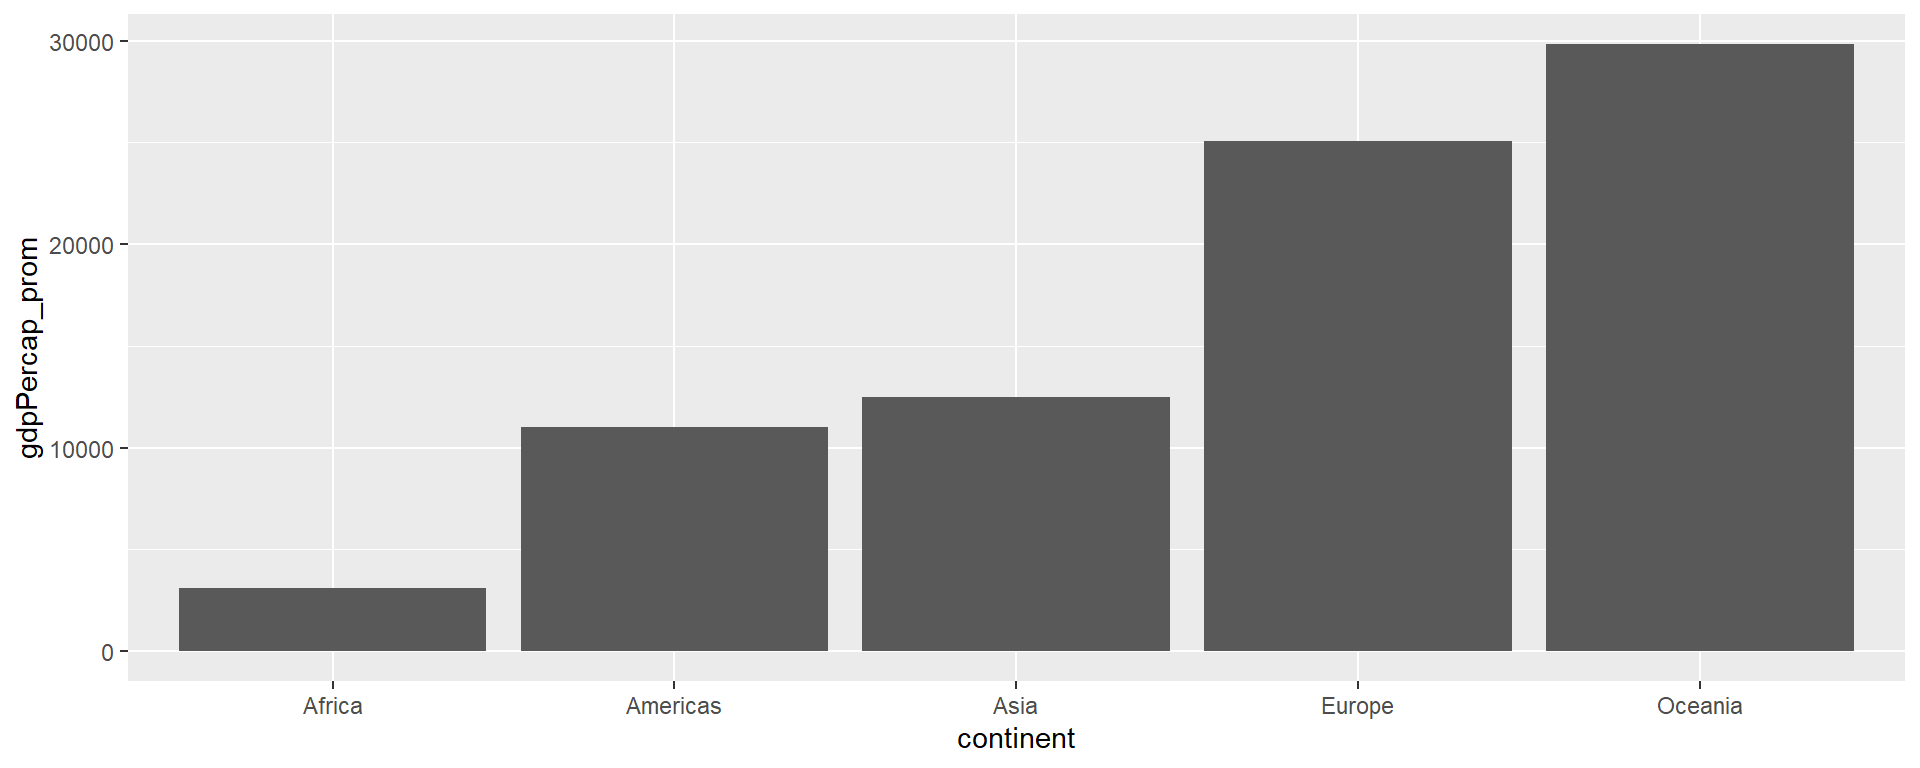 30000
20000
10000
0
gdpPercap_prom
Africa Americas Asia Europe Oceania
continent